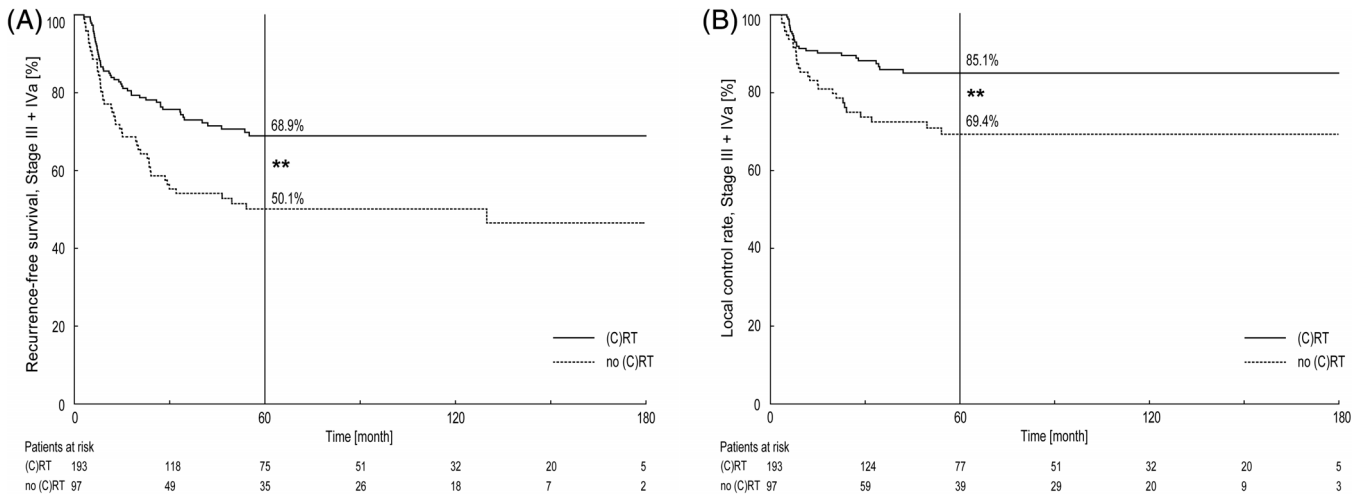 (A)
Recurrence-free survival, Stage III + IVa [%]
100
80
60
40
20
0
68.9%
**
50.1%
(C)RT
no (C)RT
0 60 120 180
Time [month]
Patients at risk
(C)RT 193 118 75 51 32 20 5
no (C)RT 97 49 35 26 18 7 2
(B)
Local control rate, Stage III + IVa [%]
100
80
60
40
20
0
85.1%
**
69.4%
(C)RT
no (C)RT
0 60 120 180
Time [month]
Patients at risk
(C)RT 193 124 77 51 32 20 5
no (C)RT 97 59 39 29 20 9 3